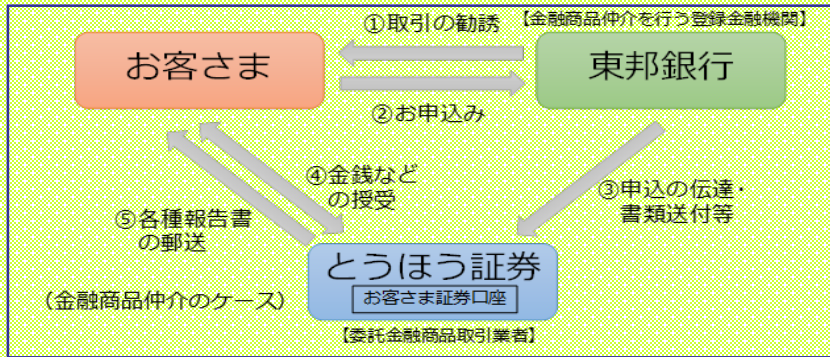 ①取引の勧誘
【金融商品仲介を行う登録金融機関】
お客さま
東邦銀行
②お申込み
④金銭など
の授受
③申込の伝達・
書類送付等
⑤各種報告書
の郵送
とうほう証券
お客さま証券口座
（金融商品仲介のケース）
【委託金融商品取引業者】